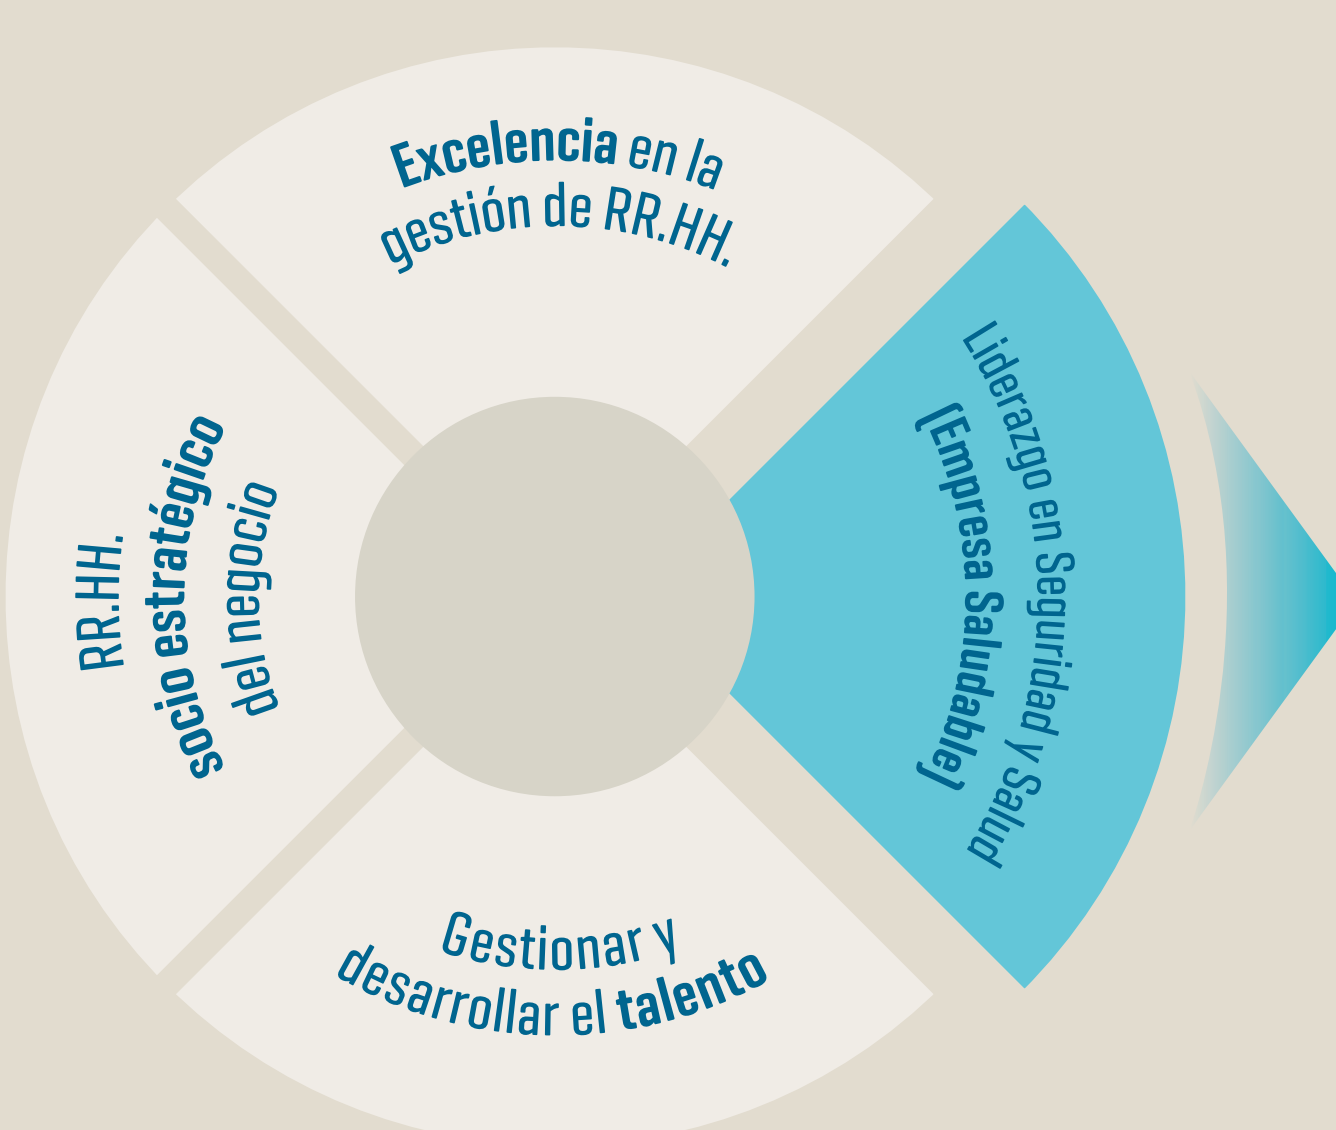 Excelencia en la
gestión de RR.HH.
Liderazgo en Seguridad y Salud
(Empresa Saludable)
Gestionar y
desarrollar el talento
RR.HH.
socio estratégico
del negocio